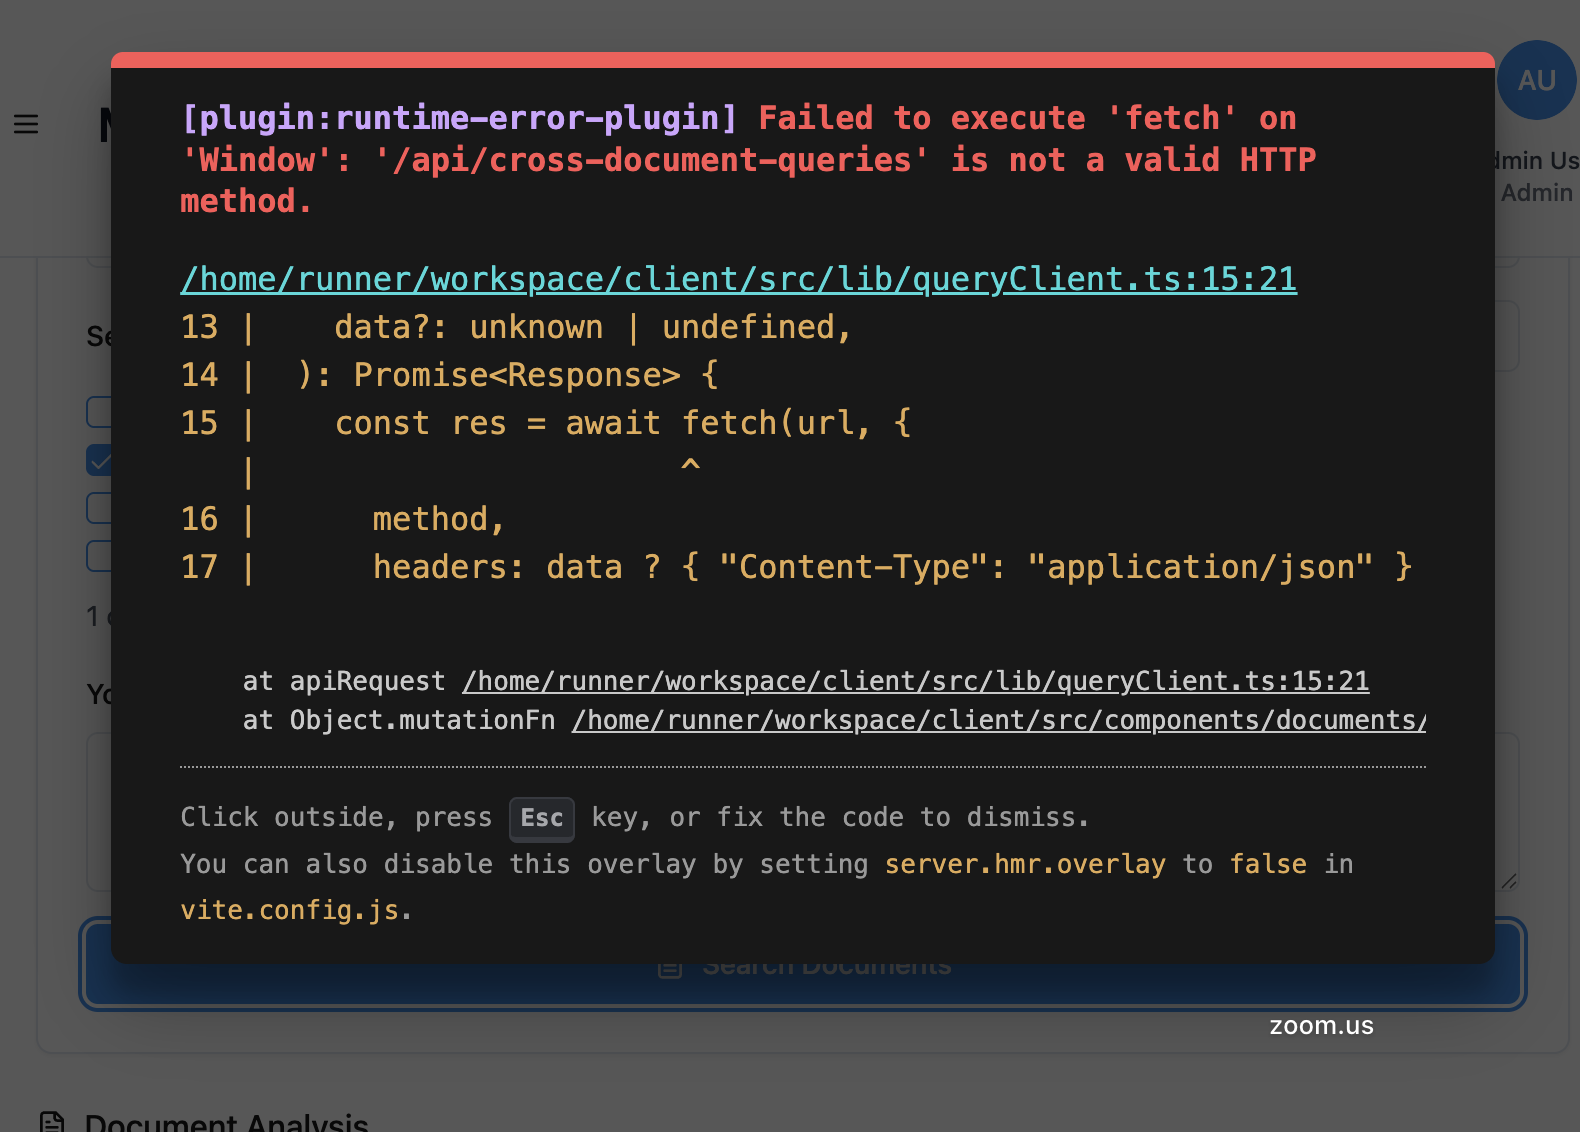 AU
Admin
[plugin:runtime-error-plugin] Failed to execute 'fetch' on
'Window': '/api/cross-document-queries' is not a valid HTTP
method.
/home/runner/workspace/client/src/lib/queryClient.ts:15:21
13 |    data?: unknown | undefined,
14 |  ): Promise<Response> {
15 |    const res = await fetch(url, {
   |                      ^
16 |      method,
17 |      headers: data ? { "Content-Type": "application/json" }
at apiRequest /home/runner/workspace/client/src/lib/queryClient.ts:15:21
at Object.mutationFn /home/runner/workspace/client/src/components/documents/
Click outside, press Esc key, or fix the code to dismiss.
You can also disable this overlay by setting server.hmr.overlay to false in
vite.config.js.
Search Documents
zoom.us
Document Analysis